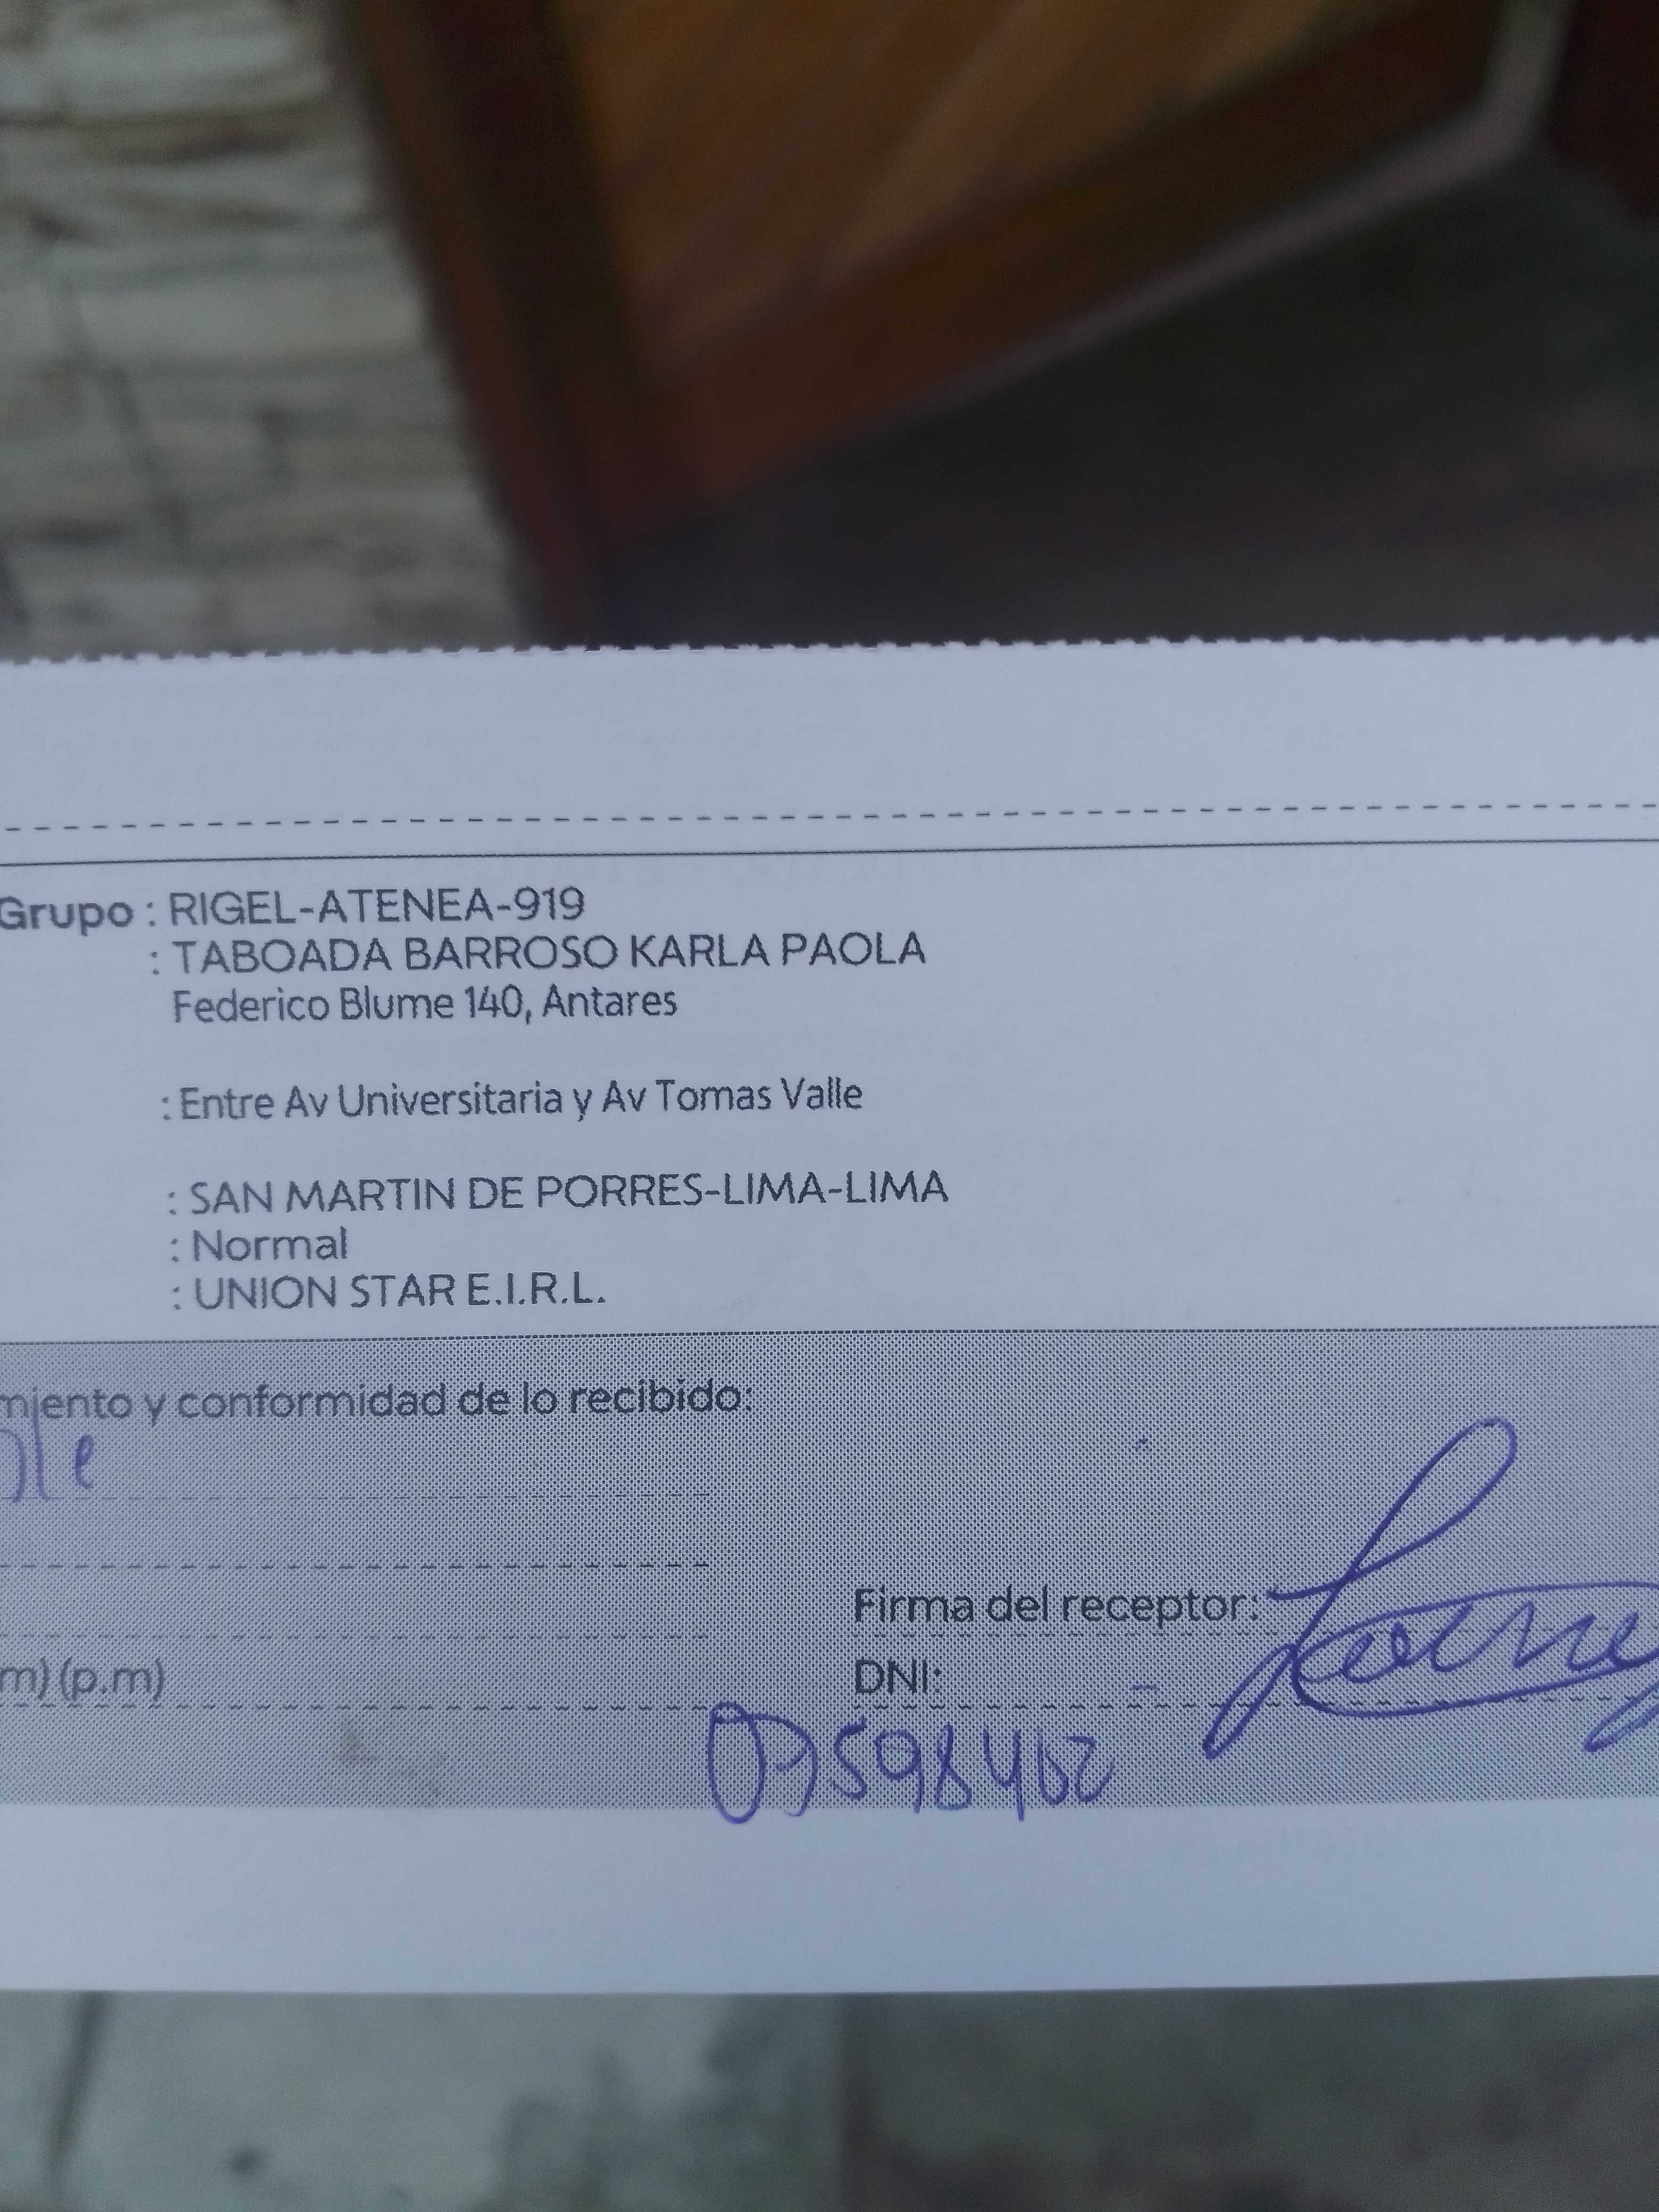 Grupo : RIGEL-ATENEA-919
: TABOADA BARROSO KARLA PAOLA
Federico Blume 140, Antares
: Entre Av Universitaria y Av Tomas Valle
: SAN MARTIN DE PORRES-LIMA-LIMA
: Normal
: UNION STAR E.I.R.L.
miento y conformidad de lo recibido:
Firma del receptor:
m) (p.m)
DNI:
07598402